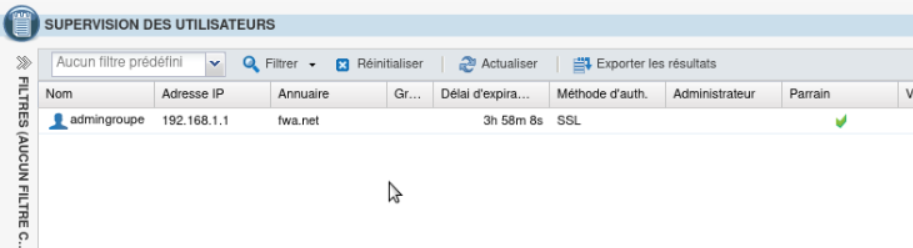 SUPERVISION DES UTILISATEURS
Aucun filtre prédéfini Filtrer Réinitialiser Actualiser Exporter les résultats
Nom Adresse IP Annuaire Gr... Délai d'expira... Méthode d'auth. Administrateur Parrain V
admingroupe 192.168.1.1 fwa.net 3h 58m 8s SSL
FILTRES (AUCUN FILTRE C...